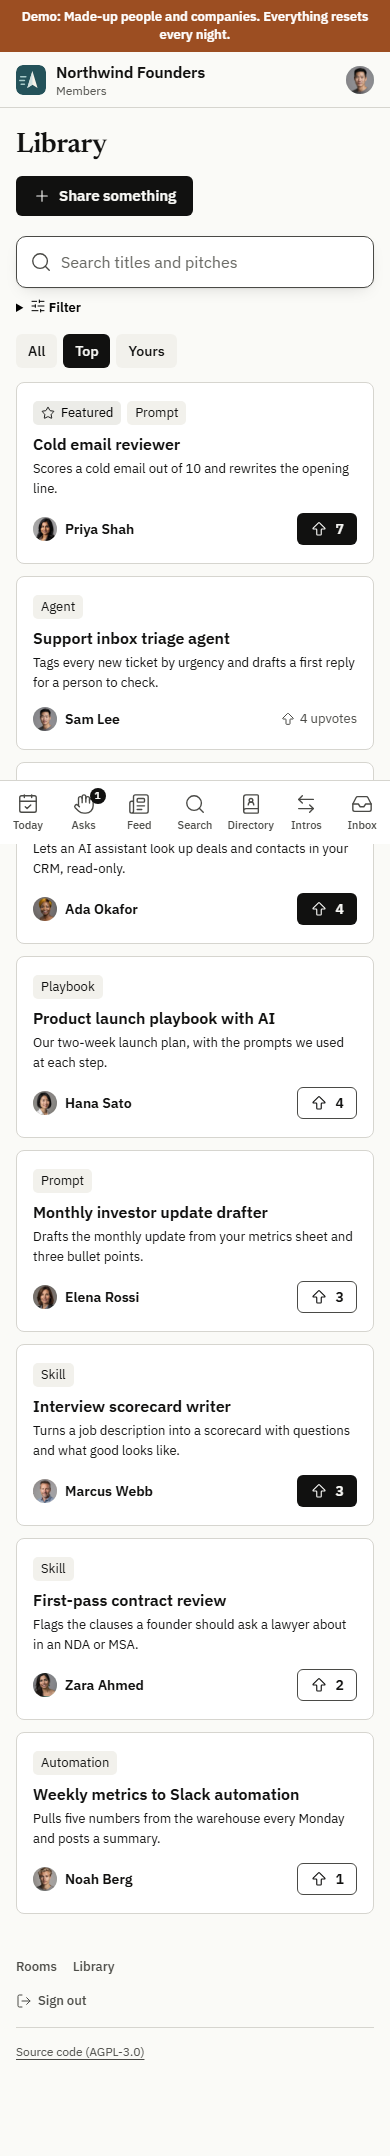 Demo: Made-up people and companies. Everything resets
every night.
Northwind Founders
Members
Library
Share something
Search titles and pitches
Filter
All
Top
Yours
Featured
Prompt
Cold email reviewer
Scores a cold email out of 10 and rewrites the opening
line.
Priya Shah
7
Agent
Support inbox triage agent
Tags every new ticket by urgency and drafts a first reply
for a person to check.
Sam Lee
4 upvotes
1
Today
Asks
Feed
Search
Directory
Intros
Inbox
Lets an AI assistant look up deals and contacts in your
CRM, read-only.
Ada Okafor
4
Playbook
Product launch playbook with AI
Our two-week launch plan, with the prompts we used
at each step.
Hana Sato
4
Prompt
Monthly investor update drafter
Drafts the monthly update from your metrics sheet and
three bullet points.
Elena Rossi
3
Skill
Interview scorecard writer
Turns a job description into a scorecard with questions
and what good looks like.
Marcus Webb
3
Skill
First-pass contract review
Flags the clauses a founder should ask a lawyer about
in an NDA or MSA.
Zara Ahmed
2
Automation
Weekly metrics to Slack automation
Pulls five numbers from the warehouse every Monday
and posts a summary.
Noah Berg
1
Rooms
Library
Sign out
Source code (AGPL-3.0)